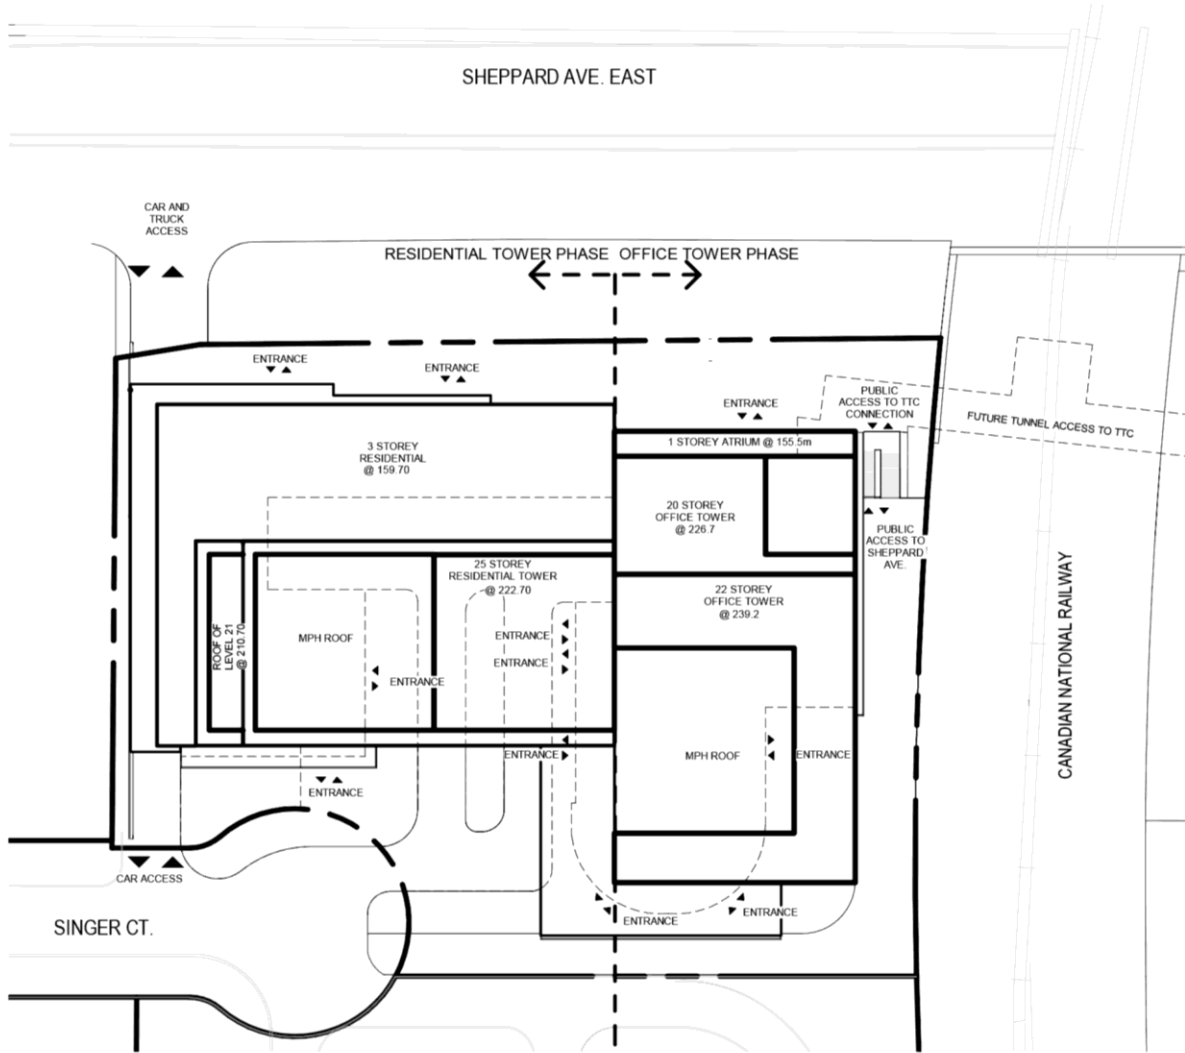 SHEPPARD AVE. EAST
CAR AND
TRUCK
ACCESS
RESIDENTIAL TOWER PHASE
OFFICE TOWER PHASE
ENTRANCE
ENTRANCE
ENTRANCE
PUBLIC
ACCESS TO TTC
CONNECTION
FUTURE TUNNEL ACCESS TO TTC
1 STOREY ATRIUM @ 155.5m
3 STOREY
RESIDENTIAL
@ 159.70
20 STOREY
OFFICE TOWER
@ 226.7
PUBLIC
ACCESS TO
SHEPPARD
AVE.
25 STOREY
RESIDENTIAL TOWER
@ 222.70
22 STOREY
OFFICE TOWER
@ 239.2
ROOF OF
LEVEL 21
@ 210.70
MPH ROOF
ENTRANCE
ENTRANCE
ENTRANCE
CANADIAN NATIONAL RAILWAY
ENTRANCE
MPH ROOF
ENTRANCE
ENTRANCE
CAR ACCESS
SINGER CT.
ENTRANCE
ENTRANCE